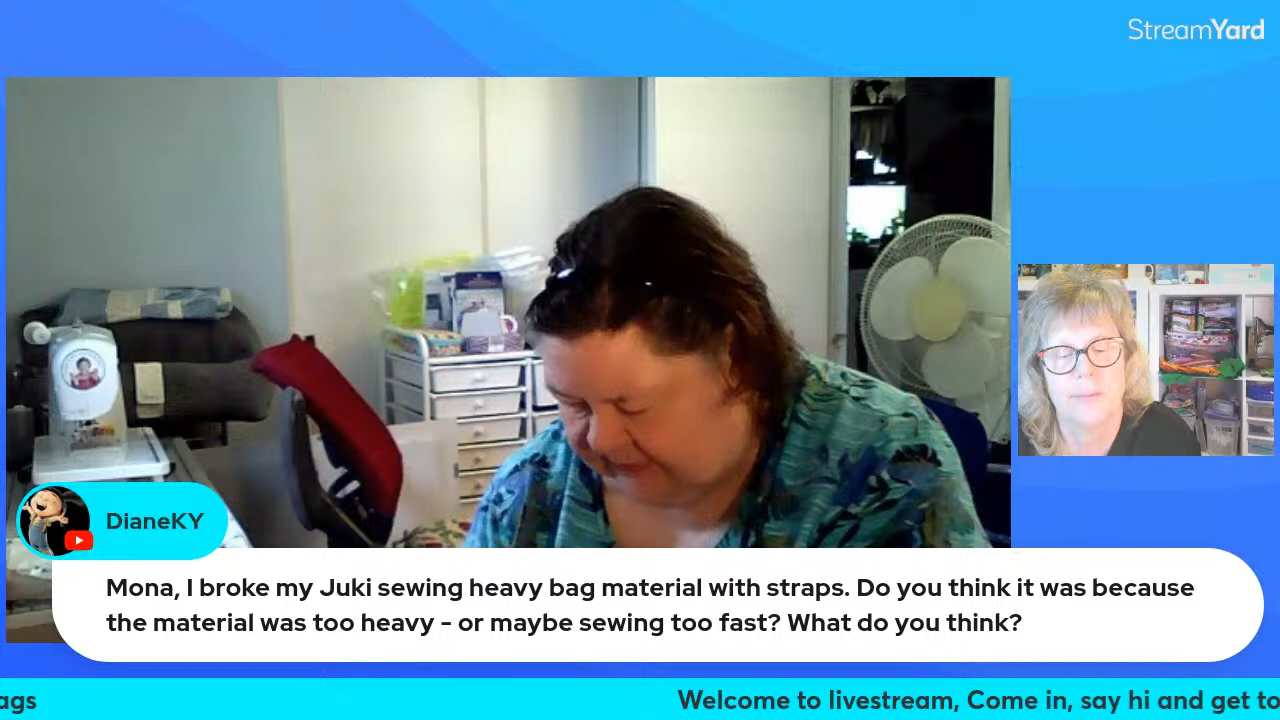 StreamYard
DianeKY
Mona, I broke my Juki sewing heavy bag material with straps. Do you think it was because
the material was too heavy - or maybe sewing too fast? What do you think?
ags
Welcome to livestream, Come in, say hi and get to